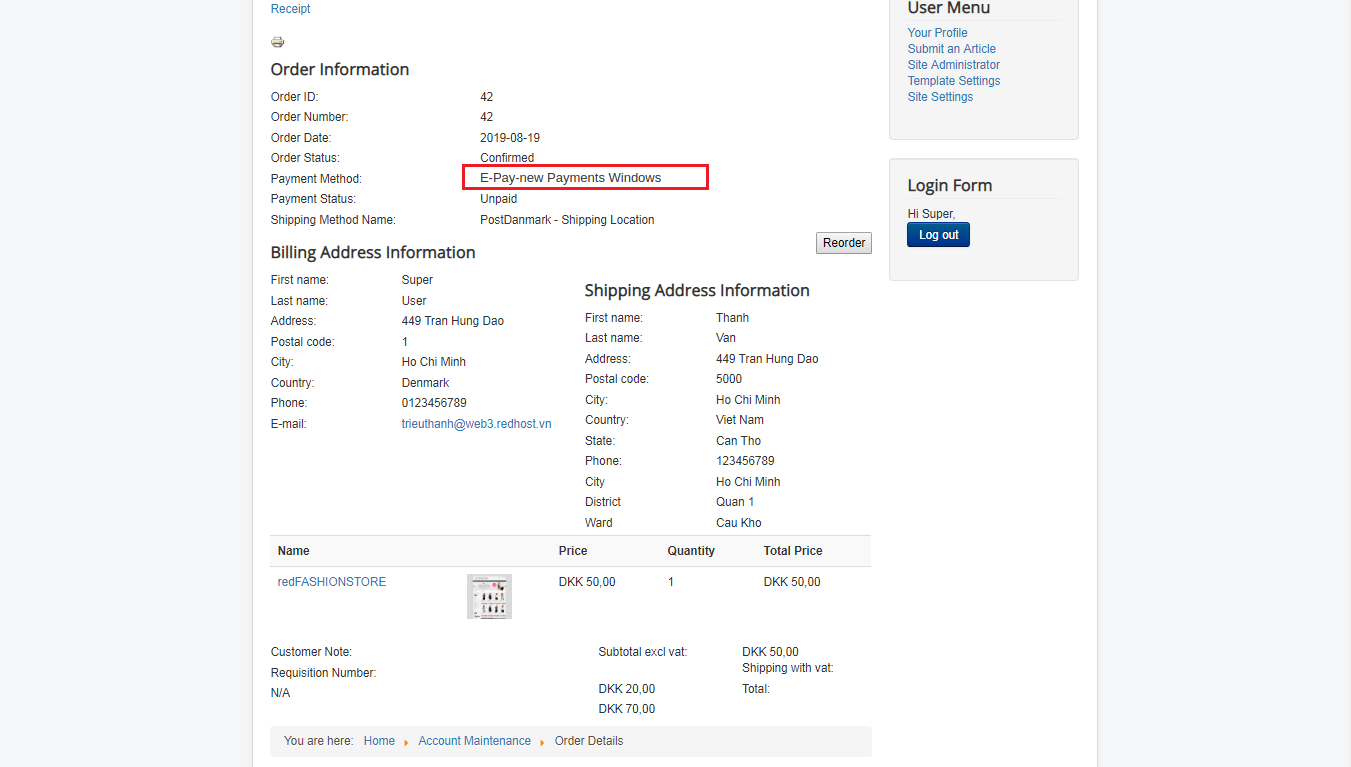 Receipt
Order Information
Order ID: 42
Order Number: 42
Order Date: 2019-08-19
Order Status: Confirmed
Payment Method: E-Pay-new Payments Windows
Payment Status: Unpaid
Shipping Method Name: PostDanmark - Shipping Location
Reorder
Billing Address Information
First name: Super
Last name: User
Address: 449 Tran Hung Dao
Postal code: 1
City: Ho Chi Minh
Country: Denmark
Phone: 0123456789
E-mail: trieuthanh@web3.redhost.vn
Shipping Address Information
First name: Thanh
Last name: Van
Address: 449 Tran Hung Dao
Postal code: 5000
City: Ho Chi Minh
Country: Viet Nam
State: Can Tho
Phone: 123456789
City Ho Chi Minh
District Quan 1
Ward Cau Kho
Name Price Quantity Total Price
redFASHIONSTORE DKK 50,00 1 DKK 50,00
Customer Note:
Requisition Number:
N/A
Subtotal excl vat: DKK 50,00
Shipping with vat:
DKK 20,00 Total:
DKK 70,00
You are here: Home Account Maintenance Order Details
User Menu
Your Profile
Submit an Article
Site Administrator
Template Settings
Site Settings
Login Form
Hi Super,
Log out